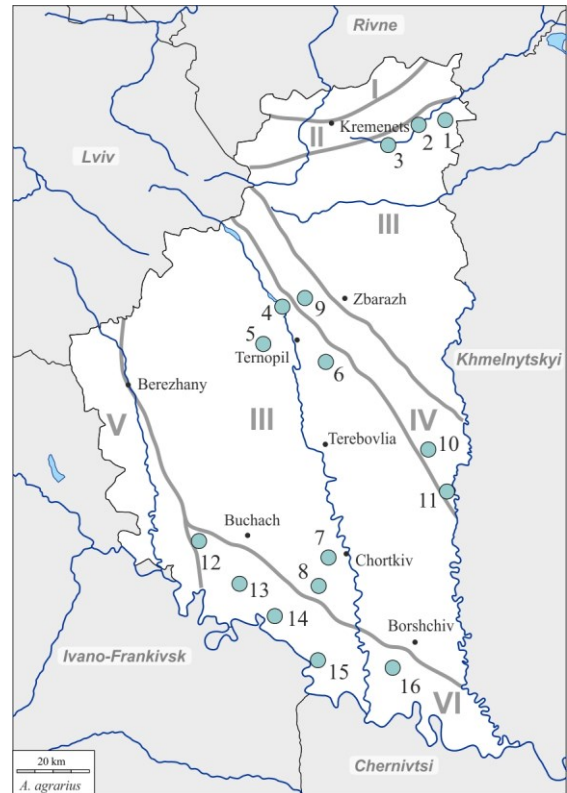 Rivne
I
Kremenets
II
1
2
3
Lviv
III
Zbarazh
9
4
5
Ternopil
6
Khmelnytskyi
Berezhany
V
III
IV
Terebovlia
10
11
Buchach
7
Chortkiv
12
8
13
14
Borshchiv
Ivano-Frankivsk
15
16
VI
20 km
A. agrarius
Chernivtsi